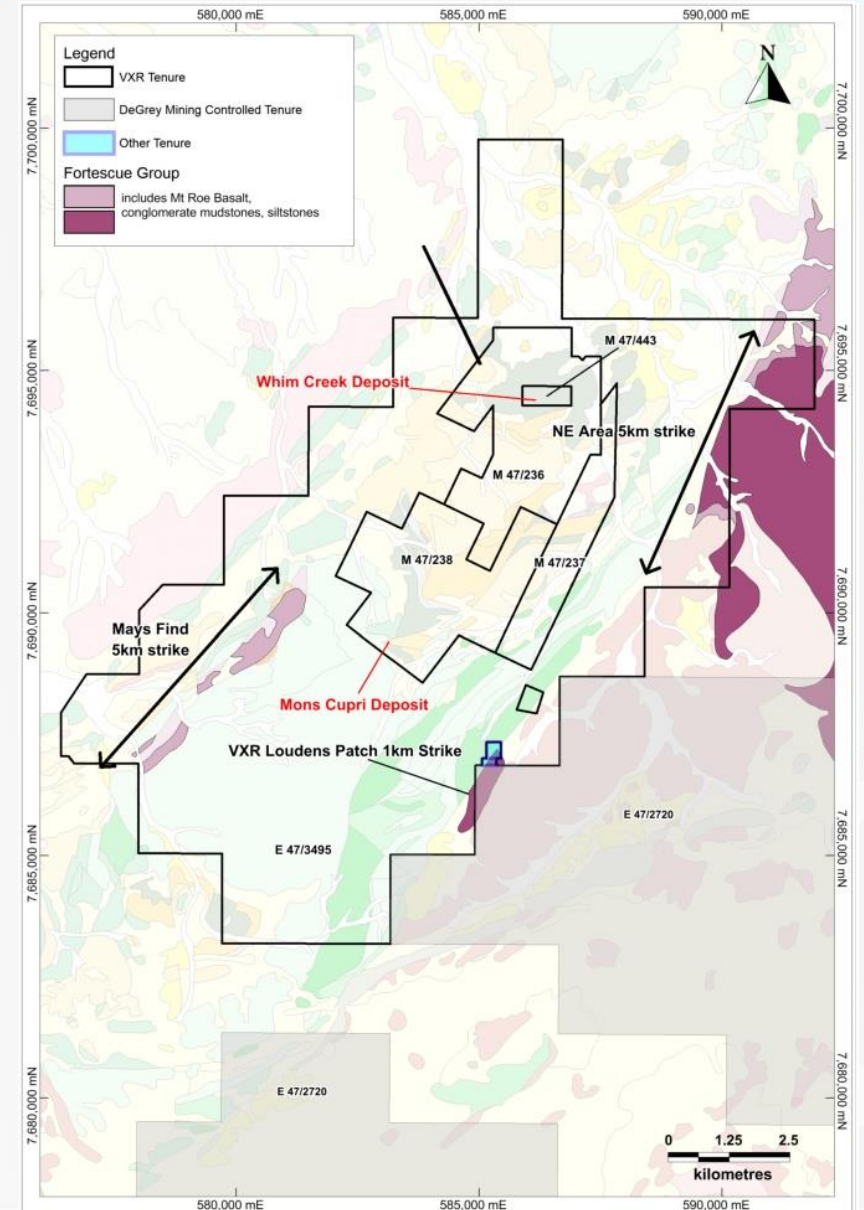 580,000 mE
585,000 mE
590,000 mE
Legend
VXR Tenure
DeGrey Mining Controlled Tenure
Other Tenure
Fortescue Group
includes Mt Roe Basalt,
conglomerate mudstones, siltstones
N
7,700,000 mN
7,700,000 mN
7,695,000 mN
7,695,000 mN
M 47/443
Whim Creek Deposit
NE Area 5km strike
M 47/236
M 47/238
M 47/237
7,690,000 mN
7,690,000 mN
Mays Find
5km strike
Mons Cupri Deposit
VXR Loudens Patch 1km Strike
E 47/2720
E 47/3495
7,685,000 mN
7,685,000 mN
E 47/2720
7,680,000 mN
7,680,000 mN
0 1.25 2.5
kilometres
580,000 mE
585,000 mE
590,000 mE